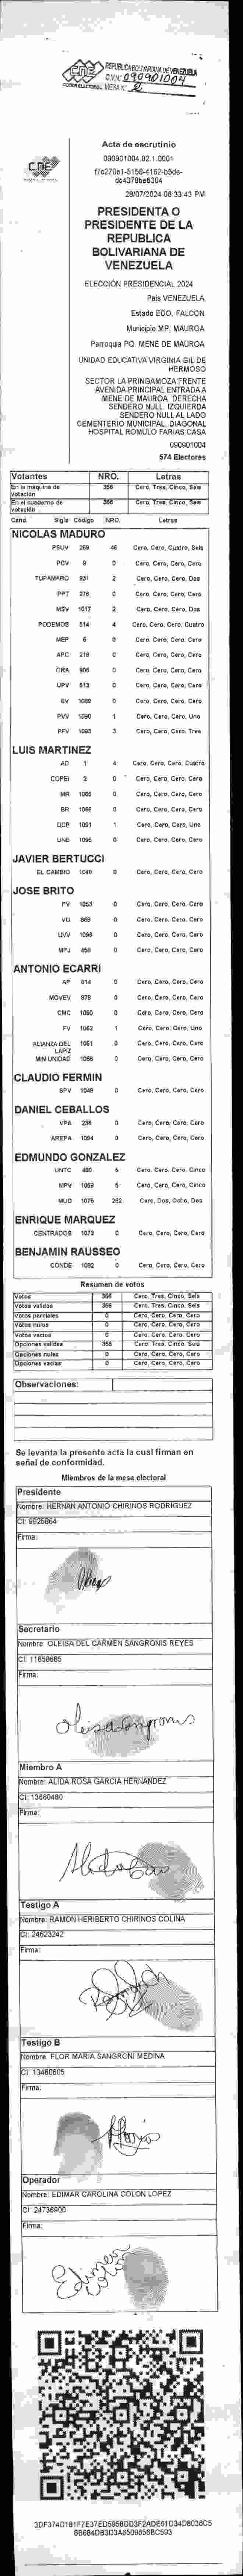 CNE
PODER ELECTORAL
REPUBLICA BOLIVARIANA DE VENEZUELA
C.V.N°: 090901004
MESA N°: 2
CNE
Acta de escrutinio
090901004.02.1.0001
28/07/2024 06:33:43 PM
PRESIDENTA O
PRESIDENTE DE LA
REPUBLICA
BOLIVARIANA DE
VENEZUELA
ELECCIÓN PRESIDENCIAL 2024
País VENEZUELA
Estado EDO. FALCON
Municipio MP. MAUROA
Parroquia PQ. MENE DE MAUROA
UNIDAD EDUCATIVA VIRGINIA GIL DE
HERMOSO
SECTOR LA PRINGAMOZA FRENTE
AVENIDA PRINCIPAL ENTRADA A
MENE DE MAUROA. DERECHA
SENDERO NULL. IZQUIERDA
SENDERO NULL AL LADO
CEMENTERIO MUNICIPAL, DIAGONAL
HOSPITAL ROMULO FARIAS CASA
090901004
574 Electores
Votantes NRO. Letras
En la máquina de votación 356 Cero, Tres, Cinco, Seis
En el cuaderno de votación 356 Cero, Tres, Cinco, Seis
Cand. Sigla Código NRO. Letras
NICOLAS MADURO
PSUV 269 46 Cero, Cero, Cuatro, Seis
PCV 9 0 Cero, Cero, Cero, Cero
TUPAMARO 931 2 Cero, Cero, Cero, Dos
PPT 276 0 Cero, Cero, Cero, Cero
MSV 1017 2 Cero, Cero, Cero, Dos
PODEMOS 514 4 Cero, Cero, Cero, Cuatro
MEP 6 0 Cero, Cero, Cero, Cero
APC 219 0 Cero, Cero, Cero, Cero
ORA 906 0 Cero, Cero, Cero, Cero
UPV 613 0 Cero, Cero, Cero, Cero
EV 1089 0 Cero, Cero, Cero, Cero
PVV 1090 1 Cero, Cero, Cero, Uno
PFV 1093 3 Cero, Cero, Cero, Tres
LUIS MARTINEZ
AD 1 4 Cero, Cero, Cero, Cuatro
COPEI 2 0 Cero, Cero, Cero, Cero
MR 1065 0 Cero, Cero, Cero, Cero
BR 1066 0 Cero, Cero, Cero, Cero
DDP 1091 1 Cero, Cero, Cero, Uno
UNE 1095 0 Cero, Cero, Cero, Cero
JAVIER BERTUCCI
EL CAMBIO 1049 0 Cero, Cero, Cero, Cero
JOSE BRITO
PV 1053 0 Cero, Cero, Cero, Cero
VU 869 0 Cero, Cero, Cero, Cero
UVV 1096 0 Cero, Cero, Cero, Cero
MPJ 458 0 Cero, Cero, Cero, Cero
ANTONIO ECARRI
AP 814 0 Cero, Cero, Cero, Cero
MOVEV 978 0 Cero, Cero, Cero, Cero
CMC 1050 0 Cero, Cero, Cero, Cero
FV 1062 1 Cero, Cero, Cero, Uno
ALIANZA DEL LAPIZ 1051 0 Cero, Cero, Cero, Cero
MIN UNIDAD 1068 0 Cero, Cero, Cero, Cero
CLAUDIO FERMIN
SPV 1048 0 Cero, Cero, Cero, Cero
DANIEL CEBALLOS
VPA 236 0 Cero, Cero, Cero, Cero
AREPA 1094 0 Cero, Cero, Cero, Cero
EDMUNDO GONZALEZ
UNTC 480 5 Cero, Cero, Cero, Cinco
MPV 1069 5 Cero, Cero, Cero, Cinco
MUD 1076 282 Cero, Dos, Ocho, Dos
ENRIQUE MARQUEZ
CENTRADOS 1073 0 Cero, Cero, Cero, Cero
BENJAMIN RAUSSEO
CONDE 1092 0 Cero, Cero, Cero, Cero
Resumen de votos
Votos 356 Cero, Tres, Cinco, Seis
Votos validos 356 Cero, Tres, Cinco, Seis
Votos parciales 0 Cero, Cero, Cero, Cero
Votos nulos 0 Cero, Cero, Cero, Cero
Votos vacios 0 Cero, Cero, Cero, Cero
Opciones validas 356 Cero, Tres, Cinco, Seis
Opciones nulas 0 Cero, Cero, Cero, Cero
Opciones vacias 0 Cero, Cero, Cero, Cero
Observaciones:
Se levanta la presente acta la cual firman en
señal de conformidad.
Miembros de la mesa electoral
Presidente
Nombre: HERNAN ANTONIO CHIRINOS RODRIGUEZ
CI: 9925864
Firma:
Secretario
Nombre: OLEISA DEL CARMEN SANGRONIS REYES
CI: 11858685
Firma:
Miembro A
Nombre: ALIDA ROSA GARCIA HERNANDEZ
CI: 13660480
Firma:
Testigo A
Nombre: RAMON HERIBERTO CHIRINOS COLINA
CI: 24623242
Firma:
Testigo B
Nombre: FLOR MARIA SANGRONI MEDINA
CI: 13480605
Firma:
Operador
Nombre: EDIMAR CAROLINA COLON LOPEZ
CI: 24736900
Firma: